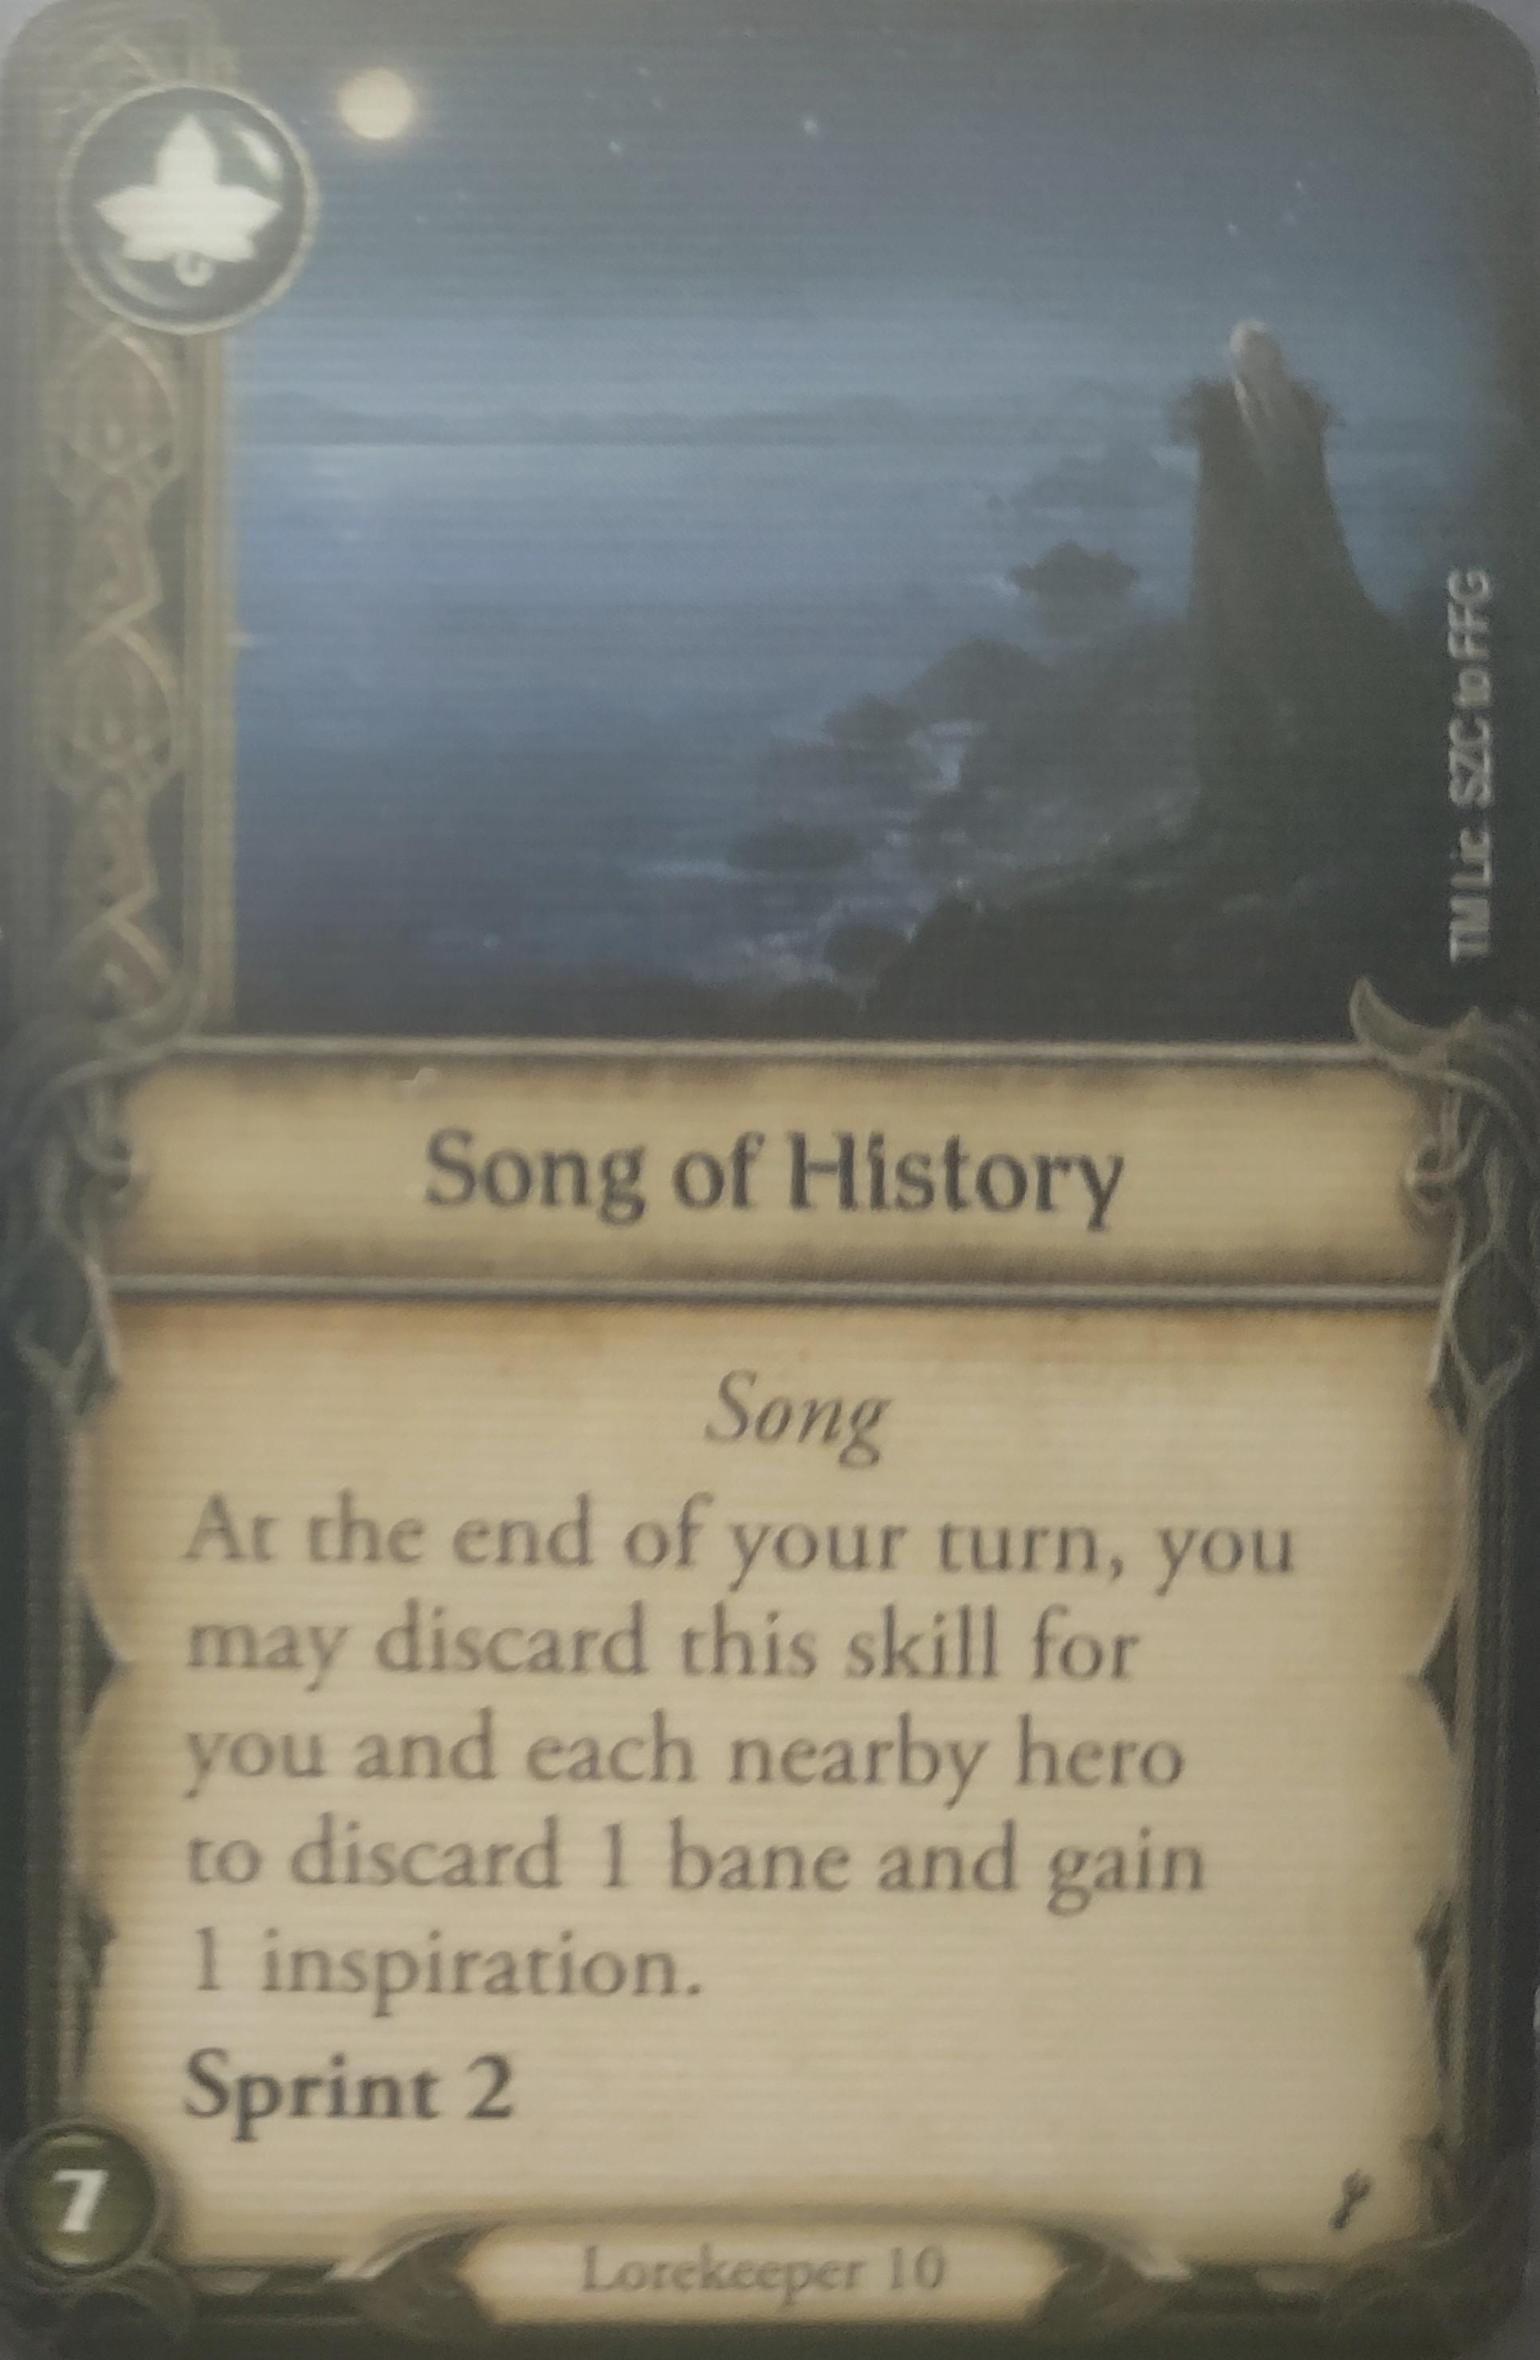 TM Lic. SZC to FFG
Song of History
Song
At the end of your turn, you
may discard this skill for
you and each nearby hero
to discard 1 bane and gain
1 inspiration.
Sprint 2
7
Lorekeeper 10